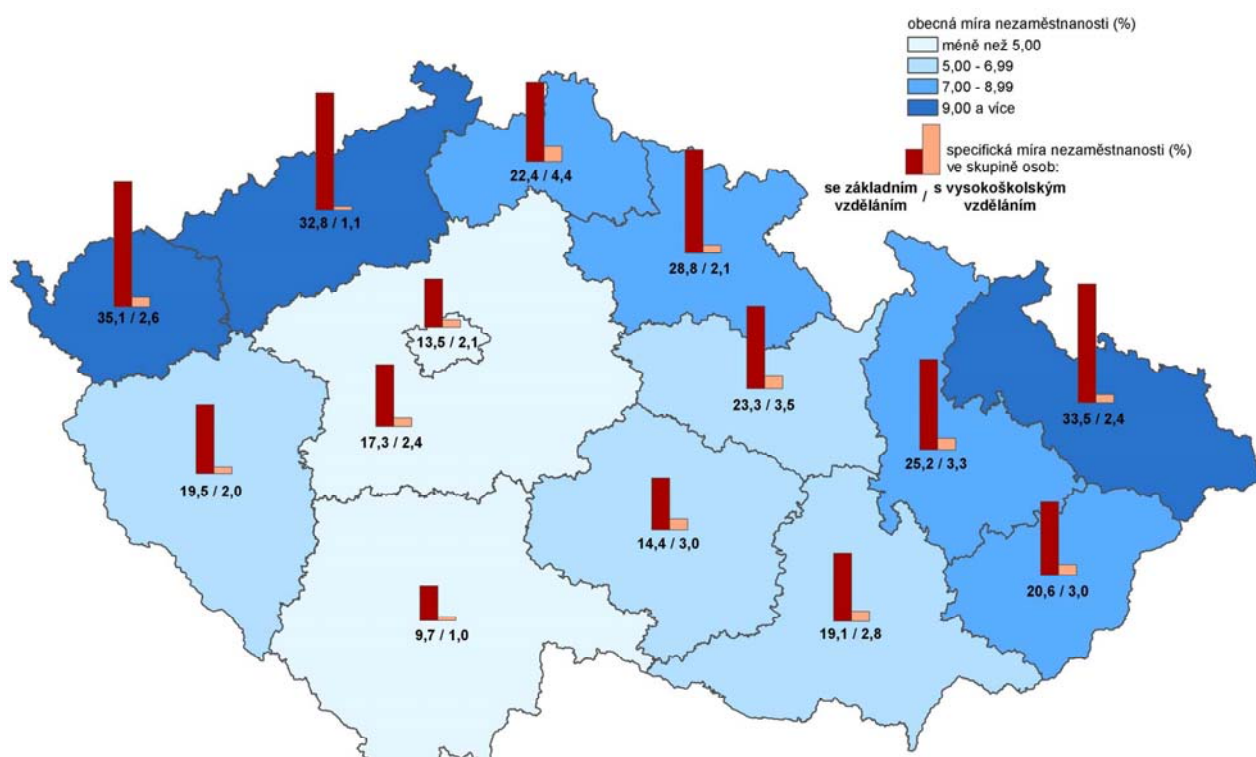 obecná míra nezaměstnanosti (%)
méně než 5,00
5,00 - 6,99
7,00 - 8,99
9,00 a více
specifická míra nezaměstnanosti (%)
ve skupině osob:
se základním / s vysokoškolským
vzděláním vzděláním
22,4 / 4,4
32,8 / 1,1
28,8 / 2,1
35,1 / 2,6
13,5 / 2,1
23,3 / 3,5
33,5 / 2,4
17,3 / 2,4
25,2 / 3,3
19,5 / 2,0
14,4 / 3,0
20,6 / 3,0
9,7 / 1,0
19,1 / 2,8